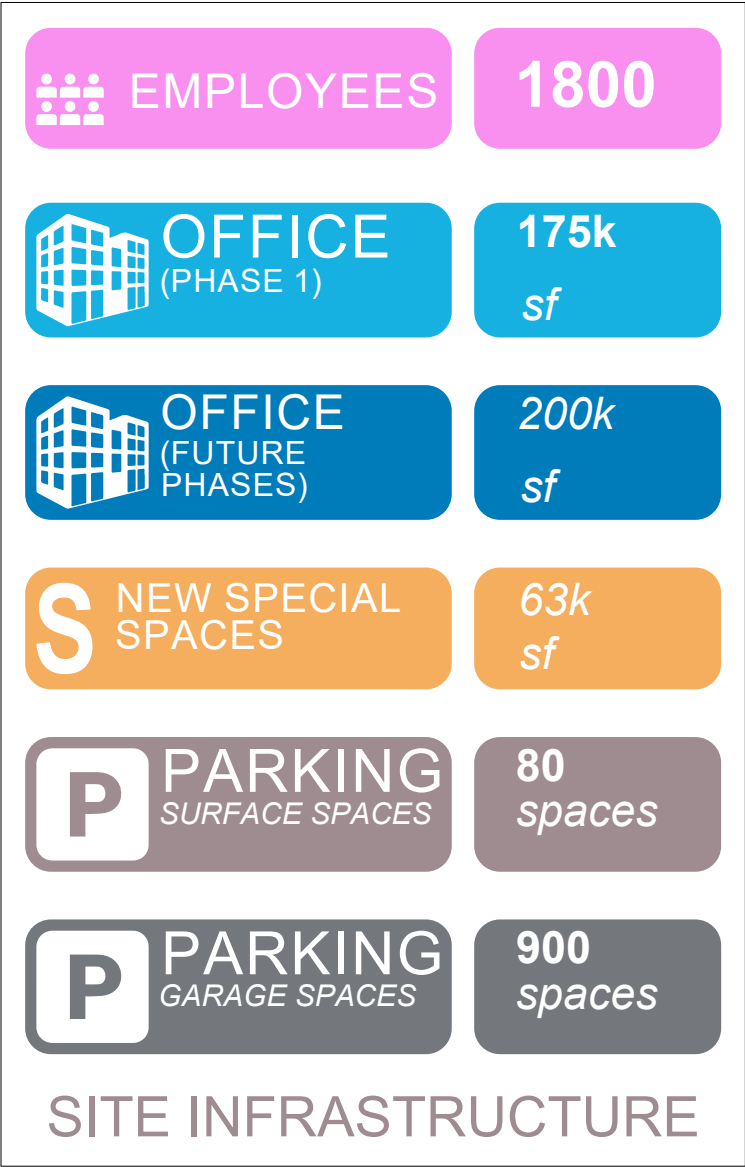 EMPLOYEES
1800
OFFICE
(PHASE 1)
175k
sf
OFFICE
(FUTURE
PHASES)
200k
sf
S
NEW SPECIAL
SPACES
63k
sf
P
PARKING
SURFACE SPACES
80
spaces
P
PARKING
GARAGE SPACES
900
spaces
SITE INFRASTRUCTURE